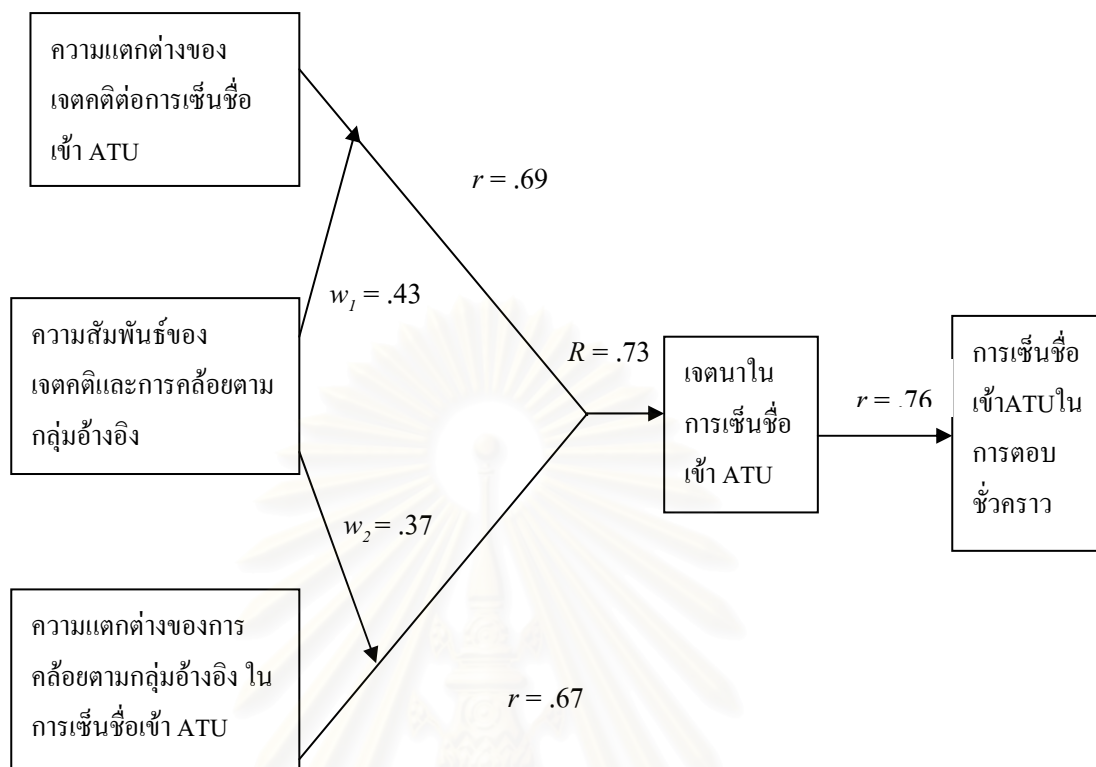 ความแตกต่างของ
เจตคติต่อการเซ็นชื่อ
เข้า ATU
r = .69
w1 = .43
ความสัมพันธ์ของ
เจตคติและการคล้อยตาม
กลุ่มอ้างอิง
R = .73
เจตนาใน
การเซ็นชื่อ
เข้า ATU
r = .76
การเซ็นชื่อ
เข้าATUใน
การตอบ
ชั่วคราว
w2 = .37
ความแตกต่างของการ
คล้อยตามกลุ่มอ้างอิง ใน
การเซ็นชื่อเข้า ATU
r = .67